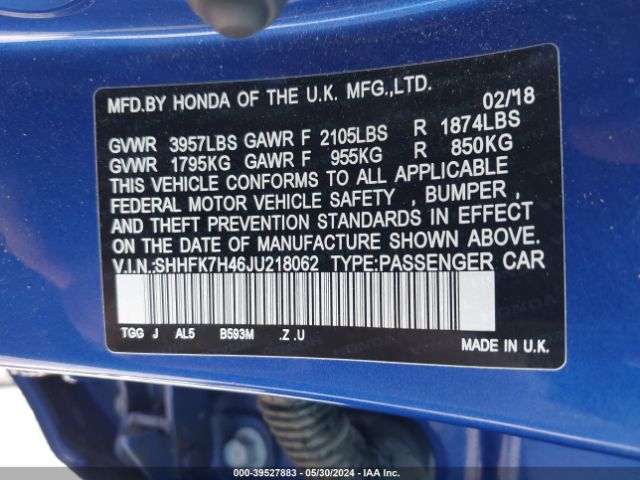 MFD.BY HONDA OF THE U.K. MFG.,LTD.
02/'18
GVWR 3957LBS GAWR F 2105LBS R 1874LBS
GVWR 1795KG GAWR F 955KG R 850KG
THIS VEHICLE CONFORMS TO ALL APPLICABLE
FEDERAL MOTOR VEHICLE SAFETY , BUMPER ,
AND THEFT PREVENTION STANDARDS IN EFFECT
ON THE DATE OF MANUFACTURE SHOWN ABOVE.
V.I.N.:SHHFK7H46JU218062 TYPE:PASSENGER CAR
TGG J AL5 B593M .Z .U
MADE IN U.K.
000-39527883 - 05/30/2024 - IAA Inc.